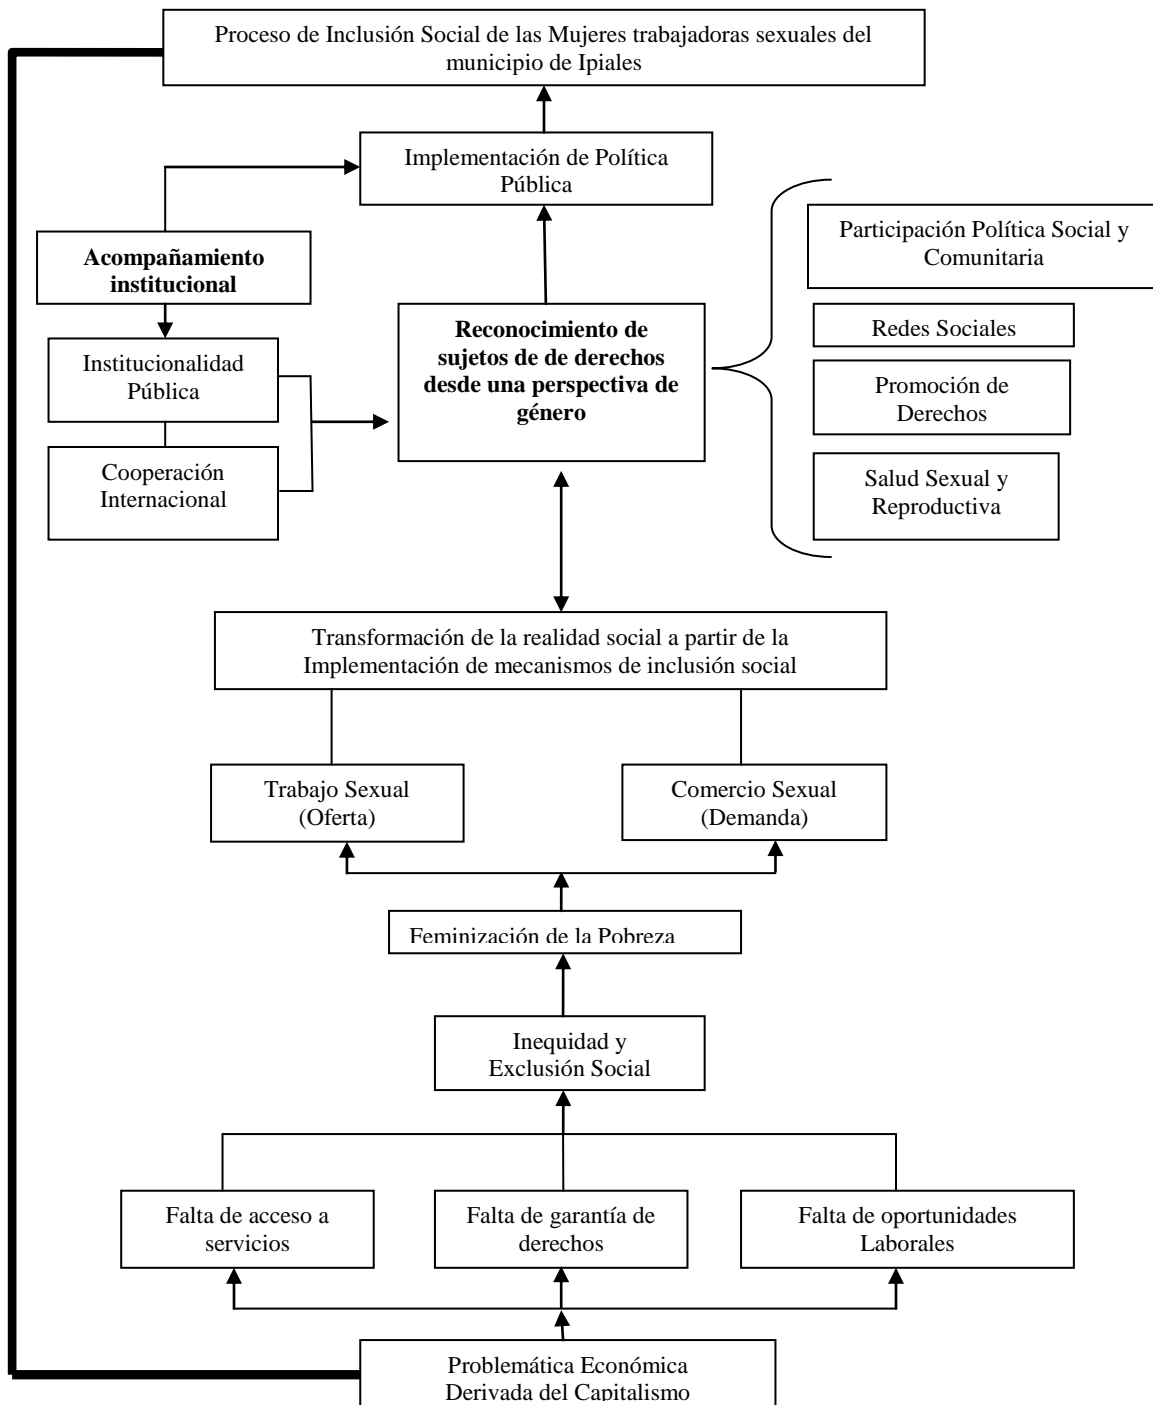 Proceso de Inclusión Social de las Mujeres trabajadoras sexuales del
municipio de Ipiales
Implementación de Política
Pública
Acompañamiento
institucional
Institucionalidad
Pública
Cooperación
Internacional
Reconocimiento de
sujetos de de derechos
desde una perspectiva de
género
Participación Política Social y
Comunitaria
Redes Sociales
Promoción de
Derechos
Salud Sexual y
Reproductiva
Transformación de la realidad social a partir de la
Implementación de mecanismos de inclusión social
Trabajo Sexual
(Oferta)
Comercio Sexual
(Demanda)
Feminización de la Pobreza
Inequidad y
Exclusión Social
Falta de acceso a
servicios
Falta de garantía de
derechos
Falta de oportunidades
Laborales
Problemática Económica
Derivada del Capitalismo